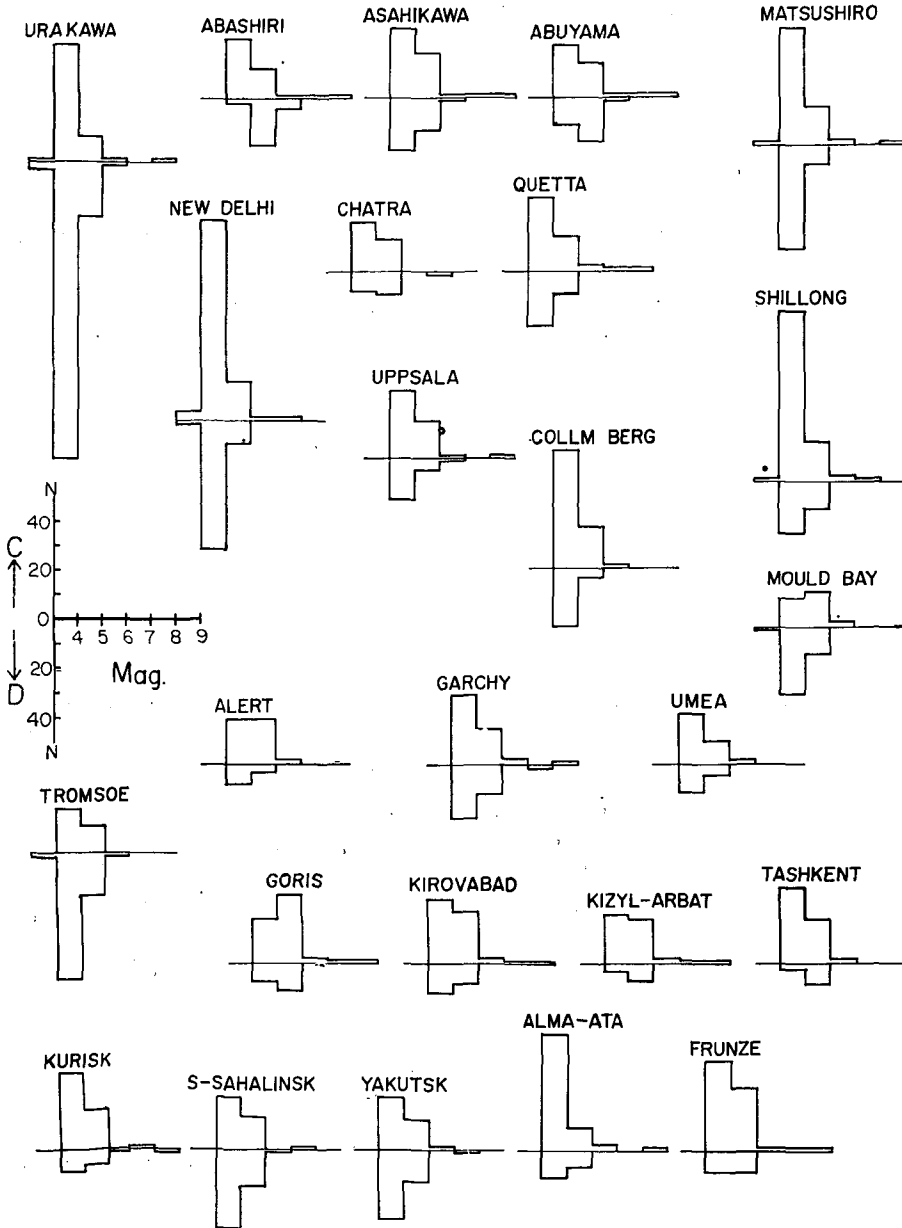 URAKAWA
ABASHIRI
ASAHIKAWA
ABUYAMA
MATSUSHIRO
NEW DELHI
CHATRA
QUETTA
SHILLONG
UPPSALA
COLLM BERG
MOULD BAY
N
40
C
20
0
4 5 6 7 8 9
Mag.
20
D
40
N
ALERT
GARCHY
UMEA
TROMSOE
GORIS
KIROVABAD
KIZYL-ARBAT
TASHKENT
KURISK
S-SAHALINSK
YAKUTSK
ALMA-ATA
FRUNZE